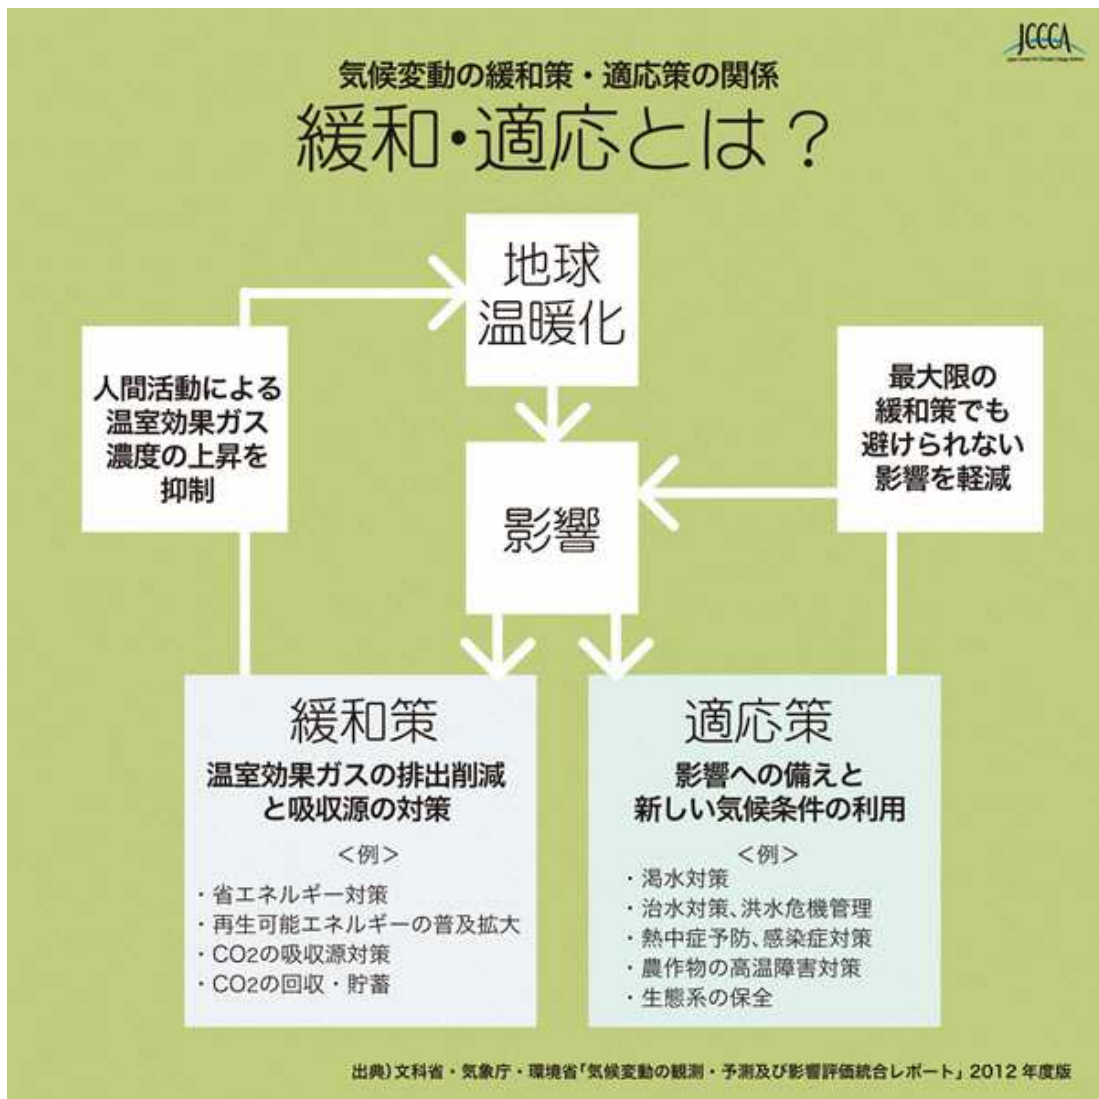 JCCCA
気候変動の緩和策・適応策の関係
緩和・適応とは？
地球
温暖化
人間活動による
温室効果ガス
濃度の上昇を
抑制
最大限の
緩和策でも
避けられない
影響を軽減
影響
緩和策
温室効果ガスの排出削減
と吸収源の対策
＜例＞
・省エネルギー対策
・再生可能エネルギーの普及拡大
・CO2の吸収源対策
・CO2の回収・貯蓄
適応策
影響への備えと
新しい気候条件の利用
＜例＞
・渇水対策
・治水対策、洪水危機管理
・熱中症予防、感染症対策
・農作物の高温障害対策
・生態系の保全
出典）文科省・気象庁・環境省「気候変動の観測・予測及び影響評価統合レポート」2012年度版